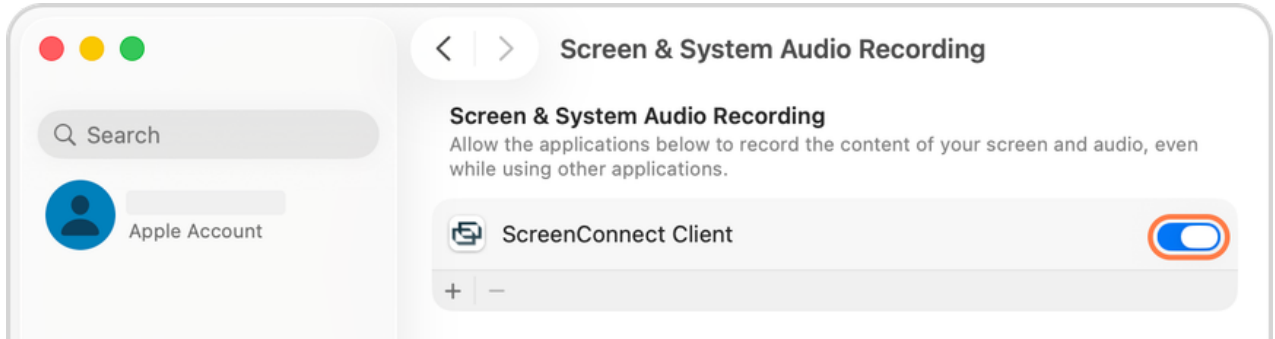 Screen & System Audio Recording
Search
Apple Account
Screen & System Audio Recording
Allow the applications below to record the content of your screen and audio, even
while using other applications.
ScreenConnect Client